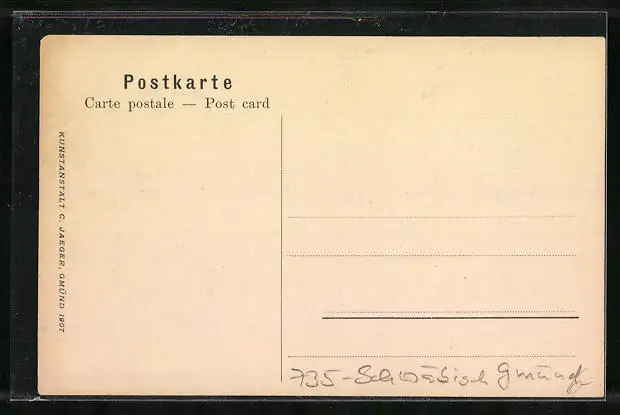 Postkarte
Carte postale — Post card
KUNSTANSTALT C. JAEGER, GMÜND 1907.
735-Schwäbisch Gmünd